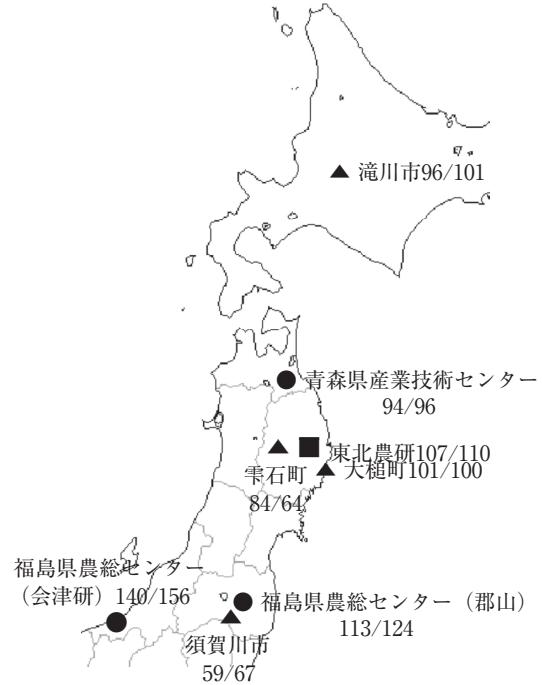 滝川市96/101
青森県産業技術センター
94/96
東北農研107/110
大槌町101/100
雫石町
84/64
福島県農総センター
（会津研）140/156
福島県農総センター（郡山）
113/124
須賀川市
59/67